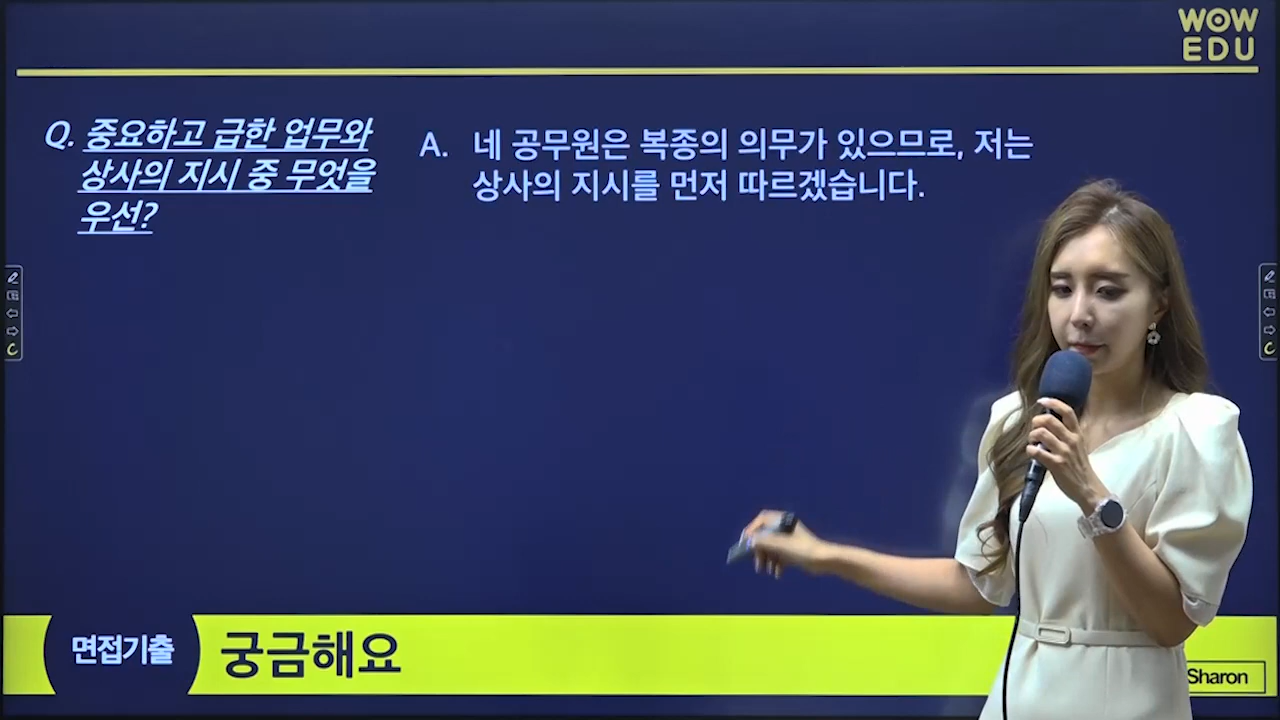 WOW
EDU
Q. 중요하고 급한 업무와
상사의 지시 중 무엇을
우선?
A. 네 공무원은 복종의 의무가 있으므로, 저는
상사의 지시를 먼저 따르겠습니다.
면접기출
궁금해요
Sharon